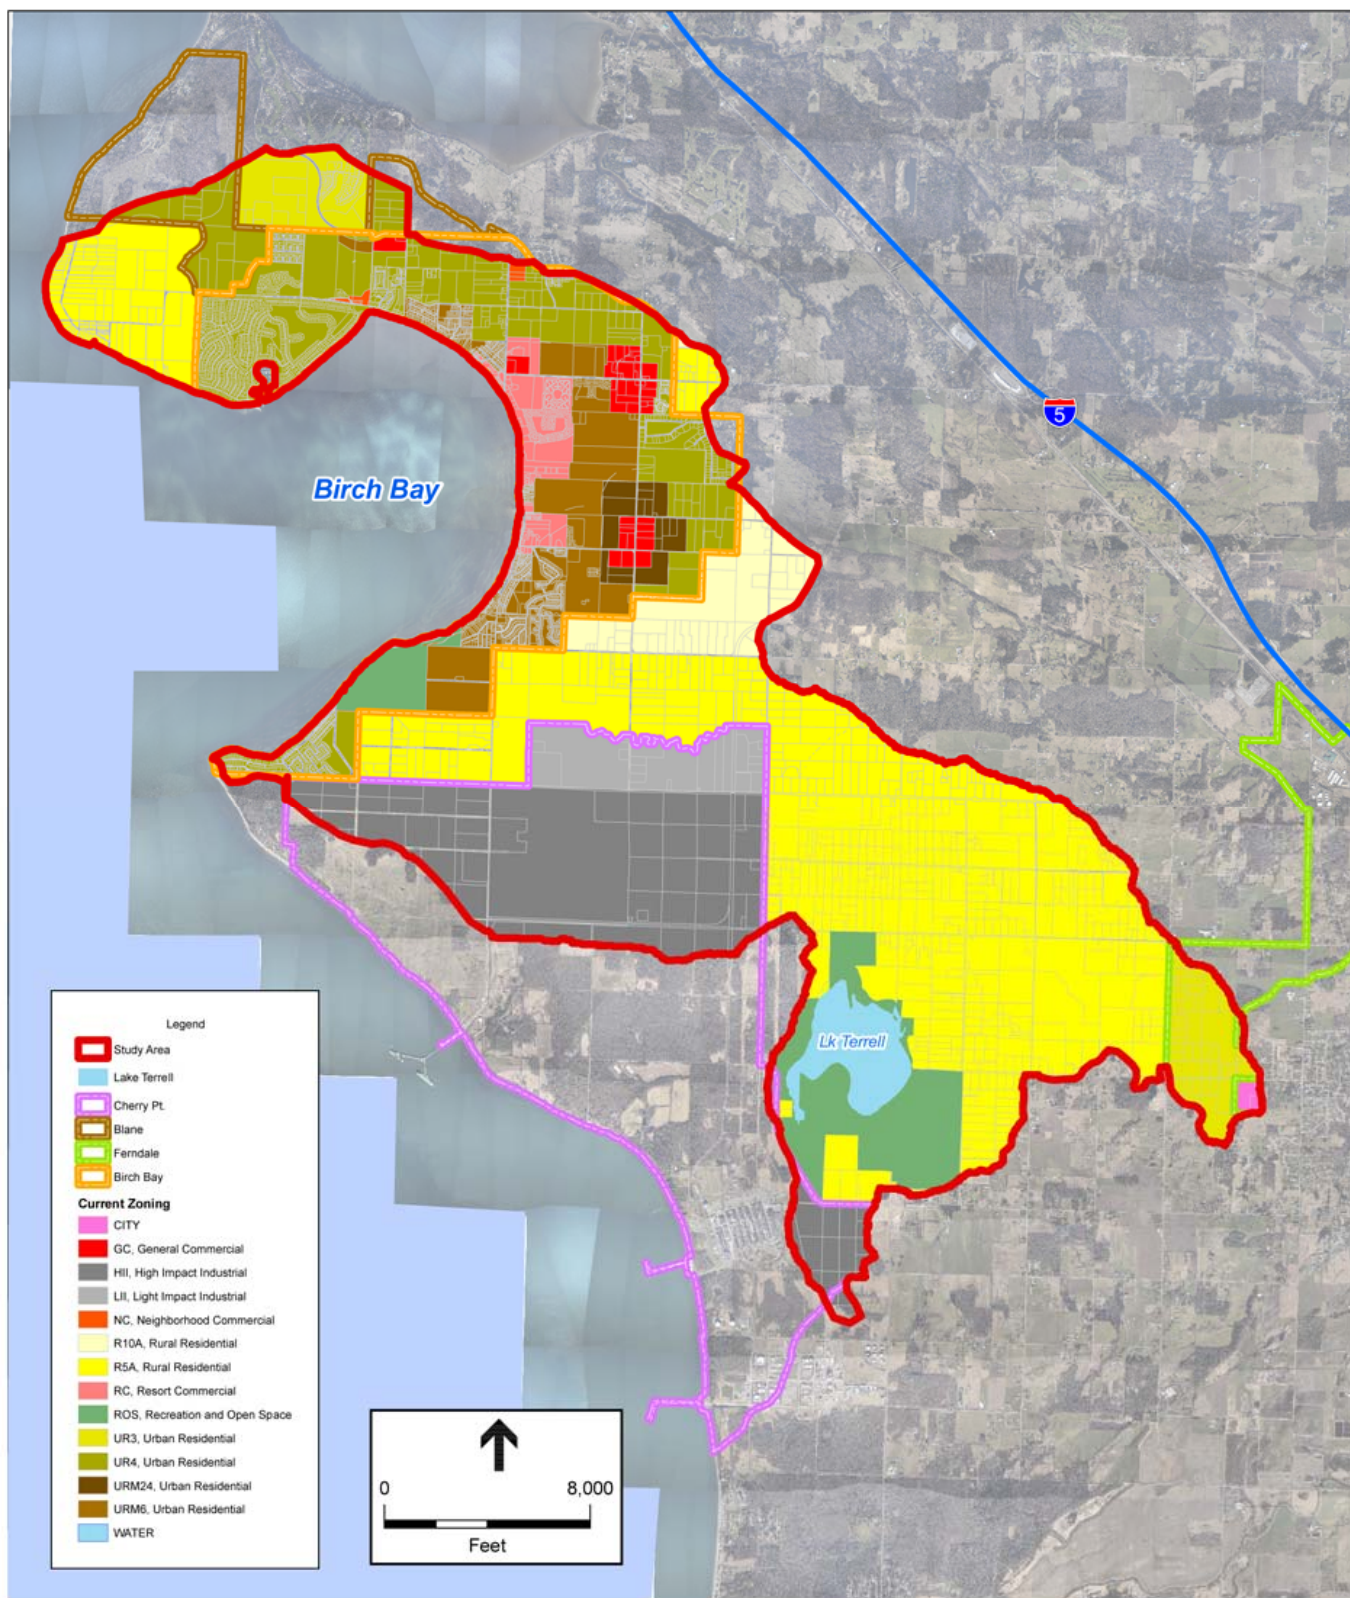 5
Birch Bay
Lk Terrell
Legend
Study Area
Lake Terrell
Cherry Pt.
Blane
Ferndale
Birch Bay
Current Zoning
CITY
GC, General Commercial
HII, High Impact Industrial
LII, Light Impact Industrial
NC, Neighborhood Commercial
R10A, Rural Residential
R5A, Rural Residential
RC, Resort Commercial
ROS, Recreation and Open Space
UR3, Urban Residential
UR4, Urban Residential
URM24, Urban Residential
URM6, Urban Residential
WATER
0 8,000
Feet